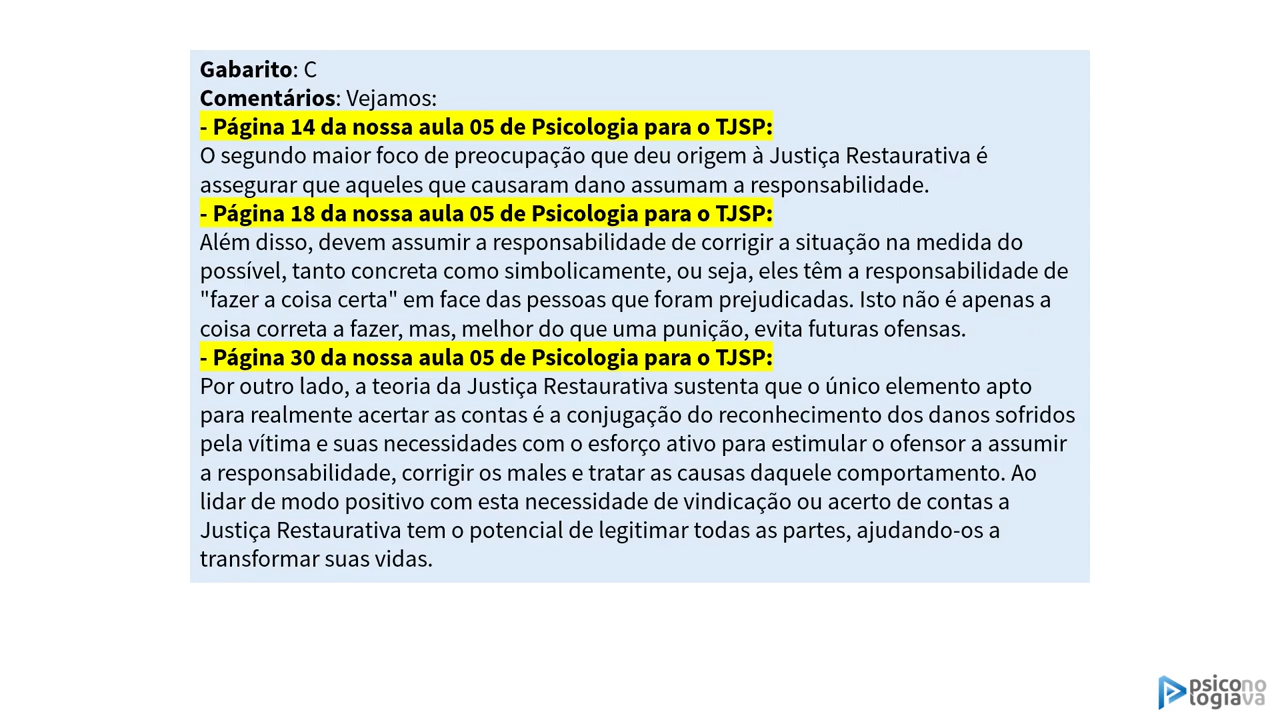 Gabarito: C
Comentários: Vejamos:
- Página 14 da nossa aula 05 de Psicologia para o TJSP:
O segundo maior foco de preocupação que deu origem à Justiça Restaurativa é
assegurar que aqueles que causaram dano assumam a responsabilidade.
- Página 18 da nossa aula 05 de Psicologia para o TJSP:
Além disso, devem assumir a responsabilidade de corrigir a situação na medida do
possível, tanto concreta como simbolicamente, ou seja, eles têm a responsabilidade de
"fazer a coisa certa" em face das pessoas que foram prejudicadas. Isto não é apenas a
coisa correta a fazer, mas, melhor do que uma punição, evita futuras ofensas.
- Página 30 da nossa aula 05 de Psicologia para o TJSP:
Por outro lado, a teoria da Justiça Restaurativa sustenta que o único elemento apto
para realmente acertar as contas é a conjugação do reconhecimento dos danos sofridos
pela vítima e suas necessidades com o esforço ativo para estimular o ofensor a assumir
a responsabilidade, corrigir os males e tratar as causas daquele comportamento. Ao
lidar de modo positivo com esta necessidade de vindicação ou acerto de contas a
Justiça Restaurativa tem o potencial de legitimar todas as partes, ajudando-os a
transformar suas vidas.
psicono
logiava